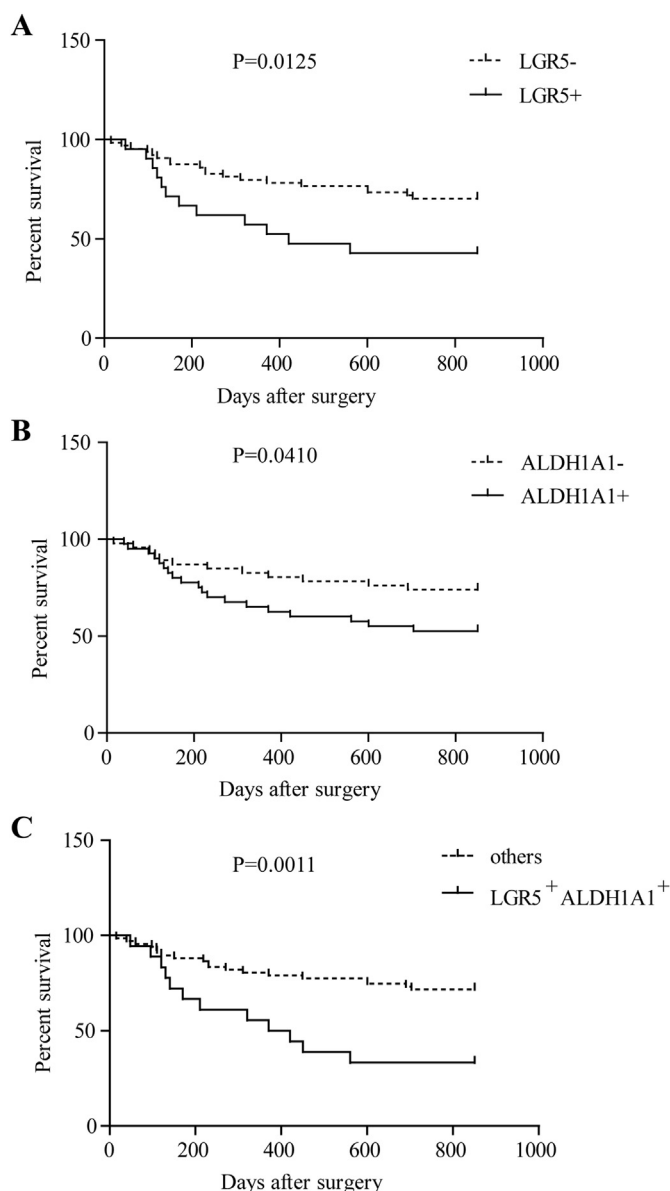 A
150
P=0.0125
LGR5-
LGR5+
100
50
0
Percent survival
0 200 400 600 800 1000
Days after surgery
B
150
P=0.0410
ALDH1A1-
ALDH1A1+
100
50
0
Percent survival
0 200 400 600 800 1000
Days after surgery
C
150
P=0.0011
others
LGR5⁺ALDH1A1⁺
100
50
0
Percent survival
0 200 400 600 800 1000
Days after surgery